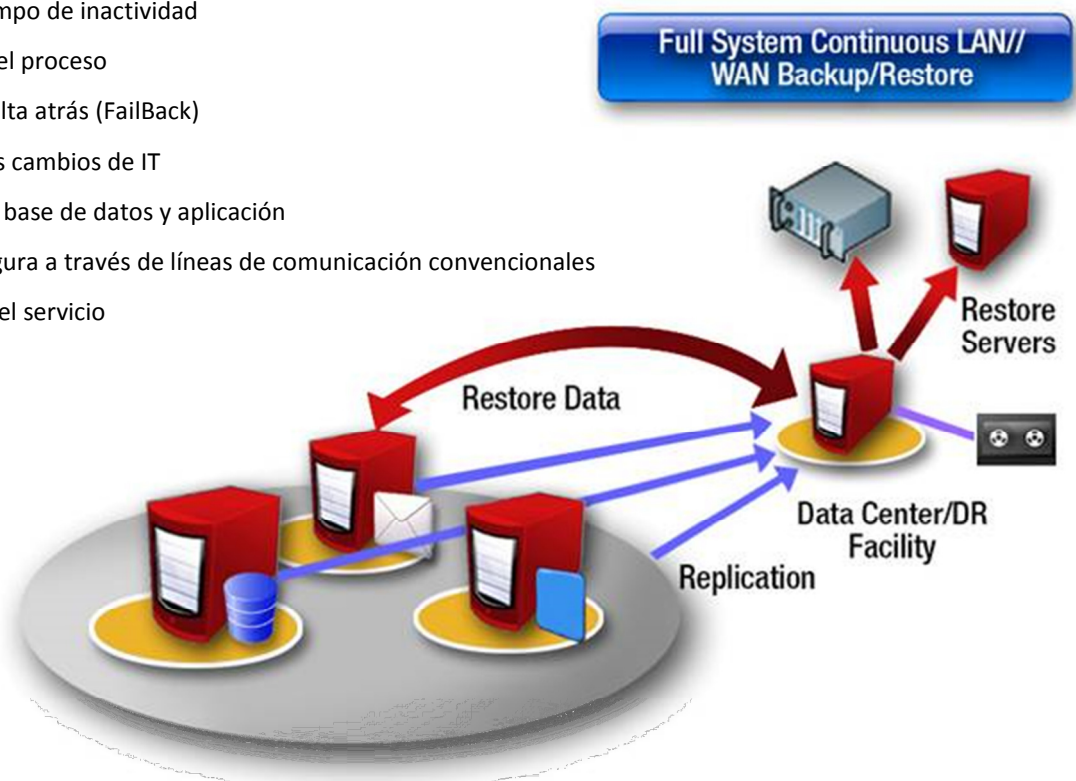 mpo de inactividad
el proceso
lta atrás (FailBack)
s cambios de IT
base de datos y aplicación
gura a través de líneas de comunicación convencionales
el servicio
Full System Continuous LAN//
WAN Backup/Restore
Restore
Servers
Restore Data
Data Center/DR
Facility
Replication